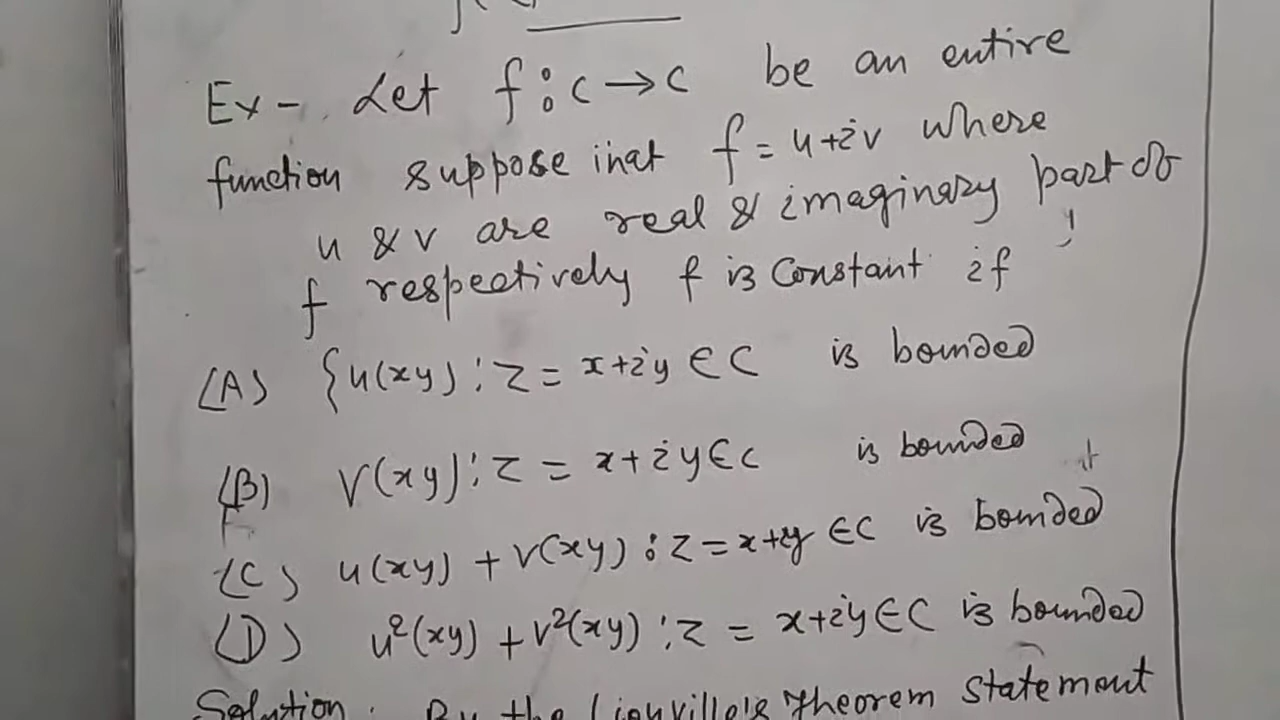 Ex - Let f : C → C be an entire
function suppose that f = u + iv where
u & v are real & imaginary part of
f respectively f is constant if
(A) {u(xy) : z = x+iy ∈ C is bounded
(B) V(xy) : z = x+iy ∈ C is bounded
(C) u(xy) + v(xy) : z = x+iy ∈ C is bounded
(D) u²(xy) + v²(xy) : z = x+iy ∈ C is bounded
Solution. By the Liouville's Theorem statement